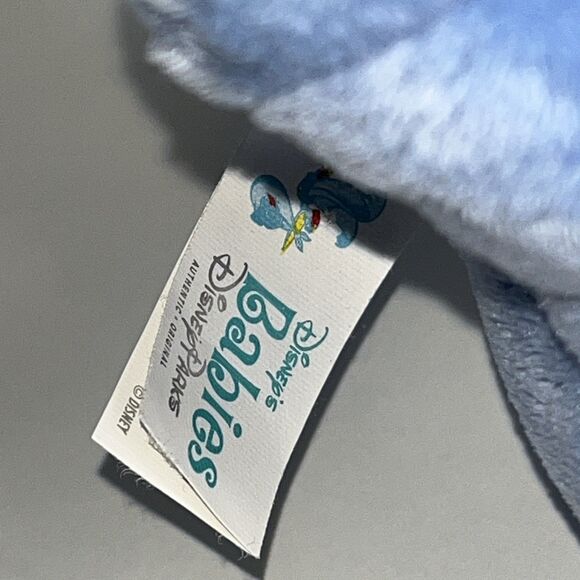 DISNEY'S
Babies
DISNEY PARKS
AUTHENTIC • ORIGINAL
© DISNEY